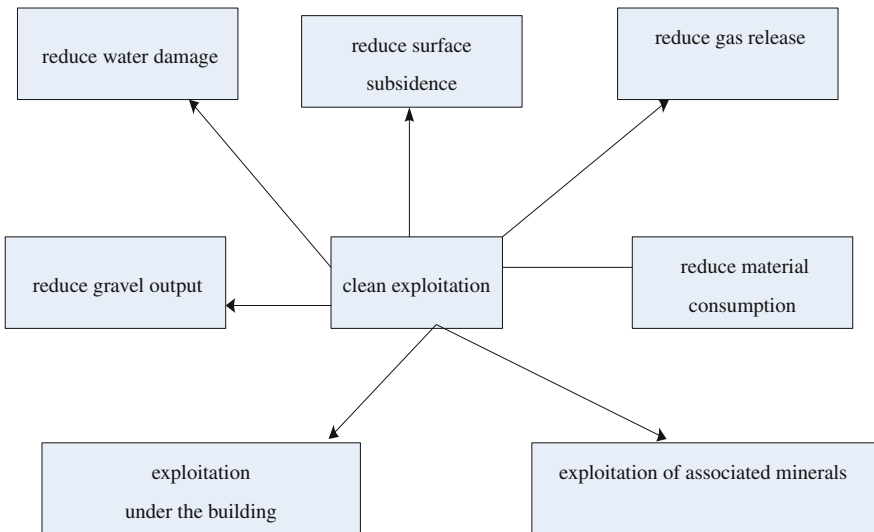 reduce water damage
reduce surface
subsidence
reduce gas release
reduce gravel output
clean exploitation
reduce material
consumption
exploitation
under the building
exploitation of associated minerals